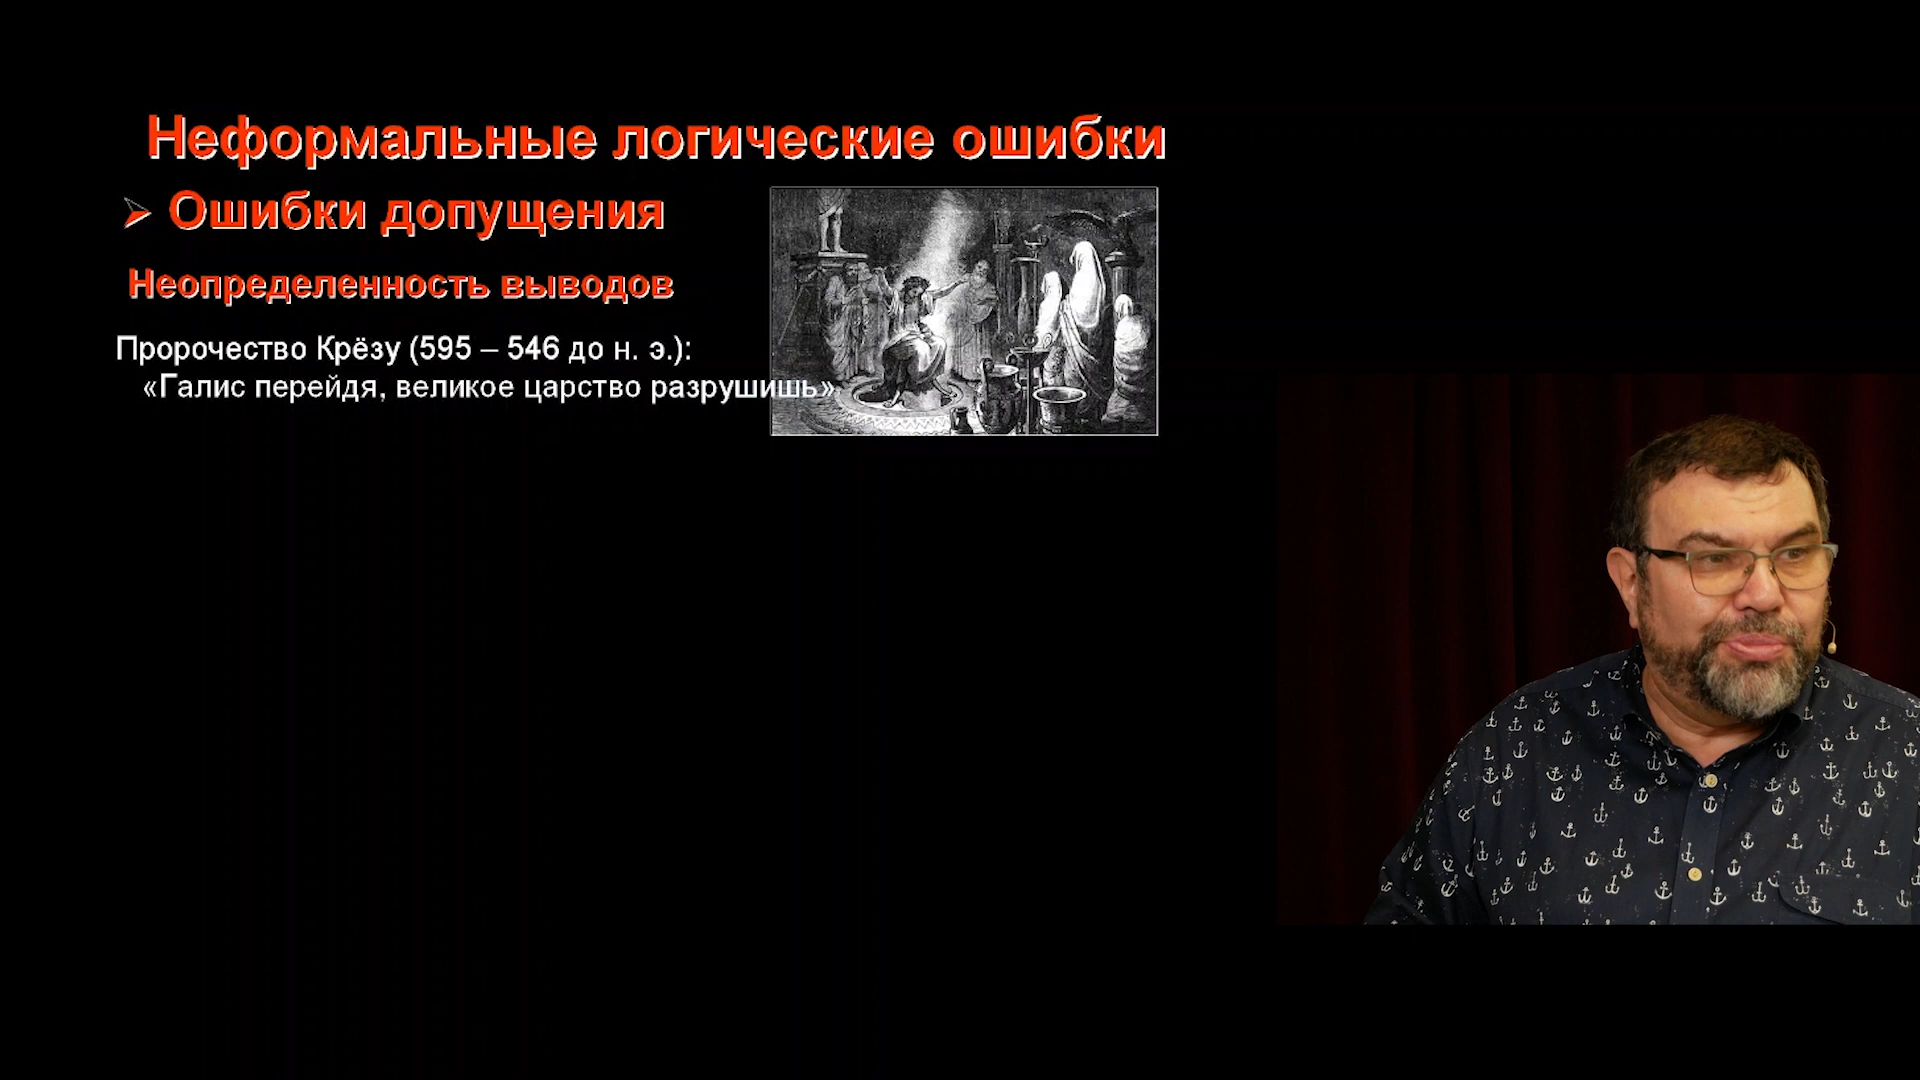 Неформальные логические ошибки
Ошибки допущения
Неопределенность выводов
Пророчество Крёзу (595 – 546 до н. э.):
«Галис перейдя, великое царство разрушишь».